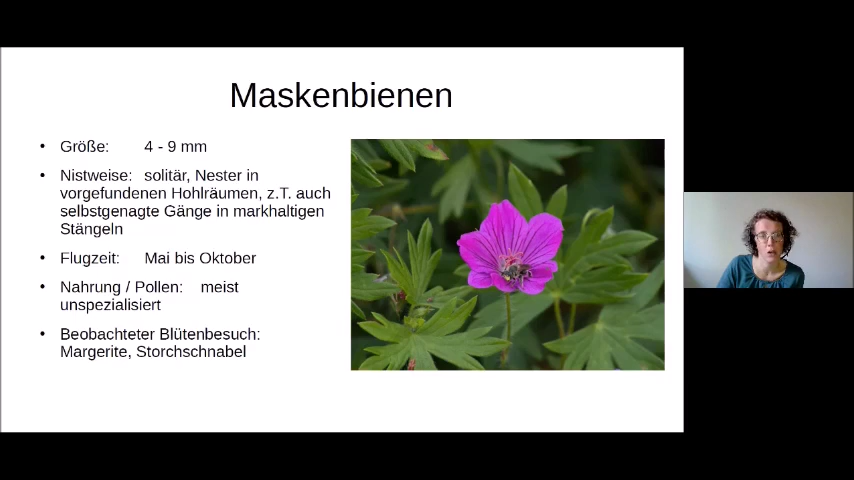 Maskenbienen
• Größe: 4 - 9 mm
• Nistweise: solitär, Nester in
vorgefundenen Hohlräumen, z.T. auch
selbstgenagte Gänge in markhaltigen
Stängeln
• Flugzeit: Mai bis Oktober
• Nahrung / Pollen: meist
unspezialisiert
• Beobachteter Blütenbesuch:
Margerite, Storchschnabel